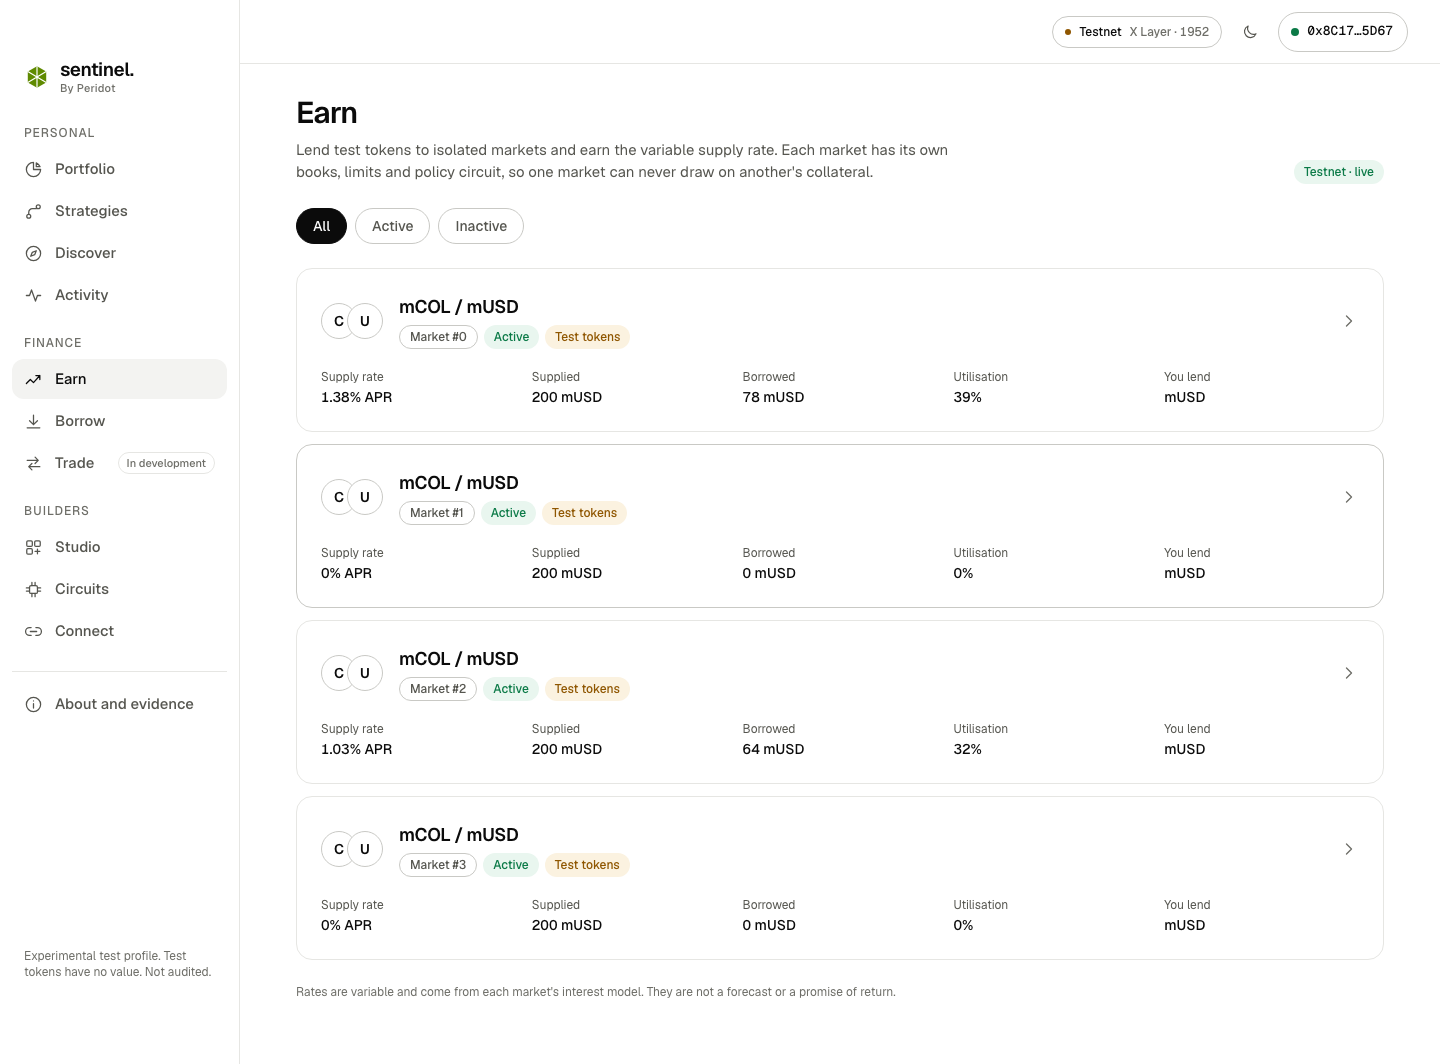 sentinel.
By Peridot
PERSONAL
Portfolio
Strategies
Discover
Activity
FINANCE
Earn
Borrow
Trade In development
BUILDERS
Studio
Circuits
Connect
About and evidence
Experimental test profile. Test
tokens have no value. Not audited.
Testnet X Layer · 1952
0x8C17…5D67
Earn
Lend test tokens to isolated markets and earn the variable supply rate. Each market has its own
books, limits and policy circuit, so one market can never draw on another's collateral.
Testnet · live
All Active Inactive
C U
mCOL / mUSD
Market #0 Active Test tokens
Supply rate Supplied Borrowed Utilisation You lend
1.38% APR 200 mUSD 78 mUSD 39% mUSD
C U
mCOL / mUSD
Market #1 Active Test tokens
Supply rate Supplied Borrowed Utilisation You lend
0% APR 200 mUSD 0 mUSD 0% mUSD
C U
mCOL / mUSD
Market #2 Active Test tokens
Supply rate Supplied Borrowed Utilisation You lend
1.03% APR 200 mUSD 64 mUSD 32% mUSD
C U
mCOL / mUSD
Market #3 Active Test tokens
Supply rate Supplied Borrowed Utilisation You lend
0% APR 200 mUSD 0 mUSD 0% mUSD
Rates are variable and come from each market's interest model. They are not a forecast or a promise of return.